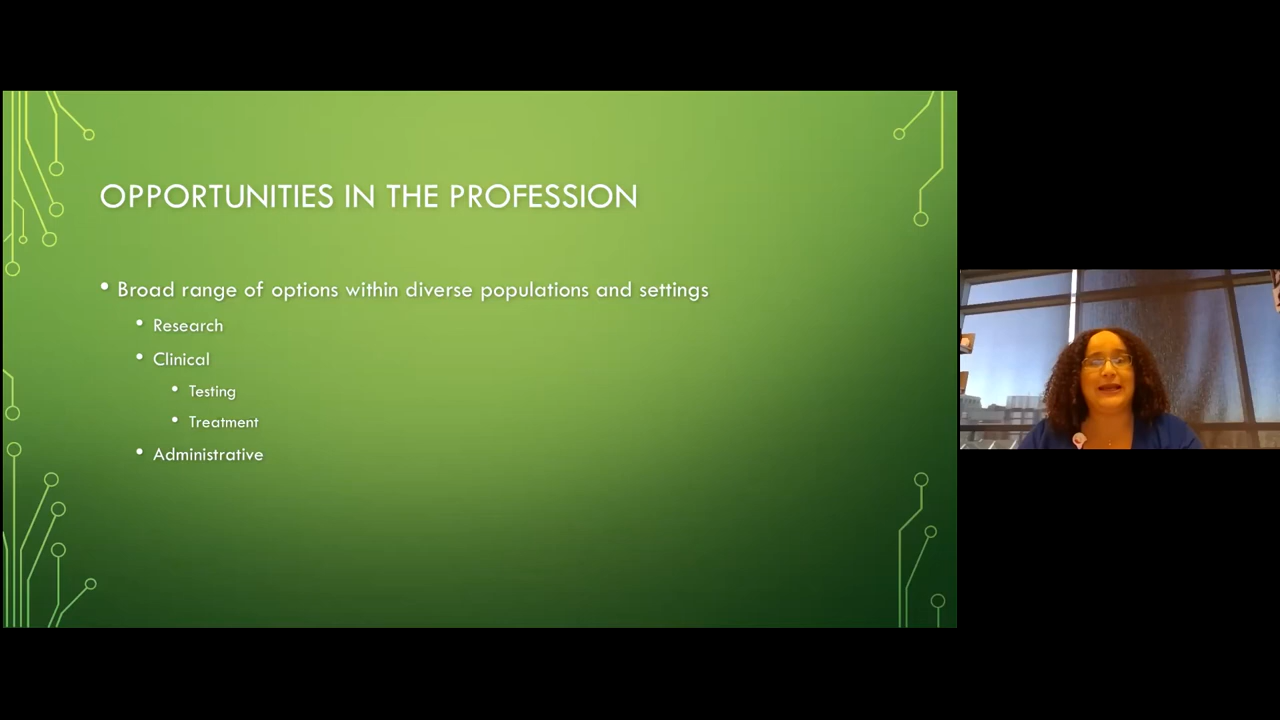 OPPORTUNITIES IN THE PROFESSION
• Broad range of options within diverse populations and settings
• Research
• Clinical
• Testing
• Treatment
• Administrative